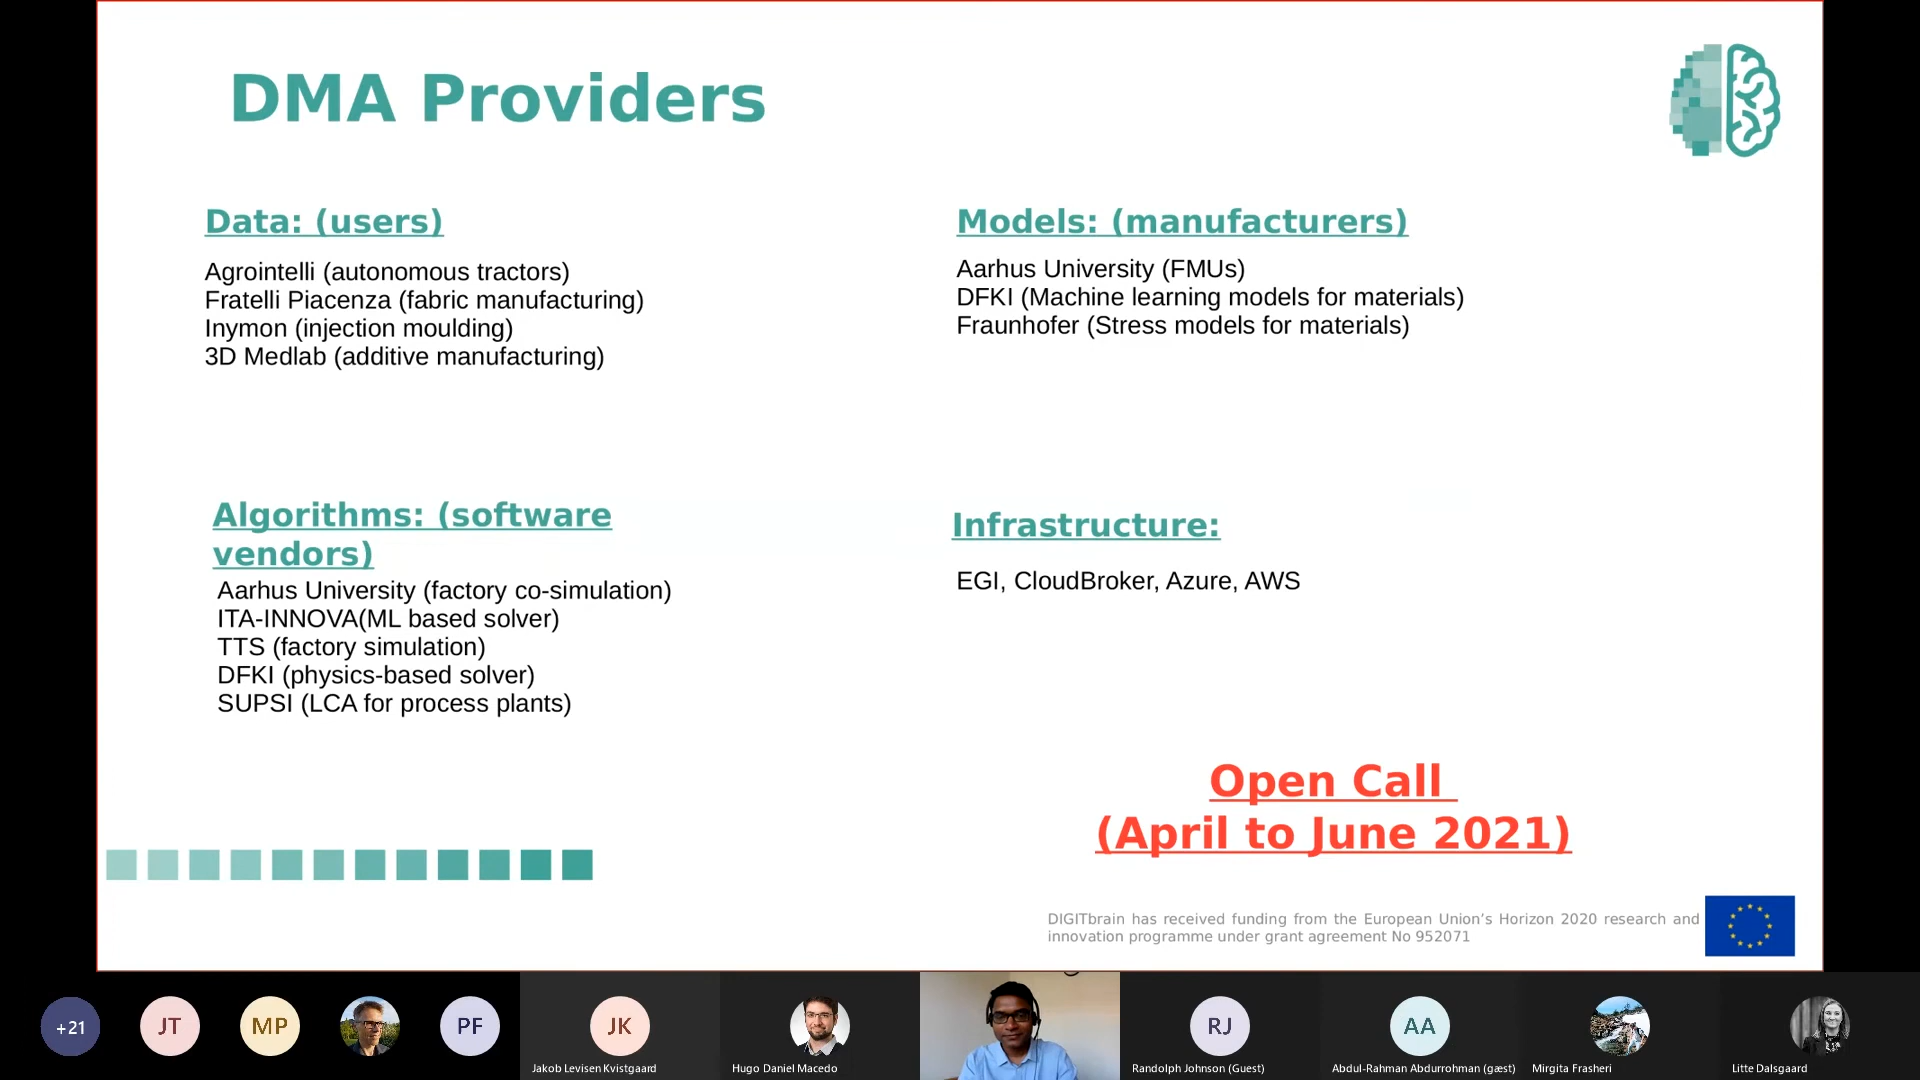 DMA Providers
Data: (users)
Agrointelli (autonomous tractors)
Fratelli Piacenza (fabric manufacturing)
Inymon (injection moulding)
3D Medlab (additive manufacturing)
Models: (manufacturers)
Aarhus University (FMUs)
DFKI (Machine learning models for materials)
Fraunhofer (Stress models for materials)
Algorithms: (software
vendors)
Aarhus University (factory co-simulation)
ITA-INNOVA(ML based solver)
TTS (factory simulation)
DFKI (physics-based solver)
SUPSI (LCA for process plants)
Infrastructure:
EGI, CloudBroker, Azure, AWS
Open Call
(April to June 2021)
DIGITbrain has received funding from the European Union’s Horizon 2020 research and
innovation programme under grant agreement No 952071
+21
JT
MP
PF
JK
Jakob Levisen Kvistgaard
Hugo Daniel Macedo
RJ
Randolph Johnson (Guest)
AA
Abdul-Rahman Abdurrohman (gæst)
Mirgita Frasheri
Litte Dalsgaard